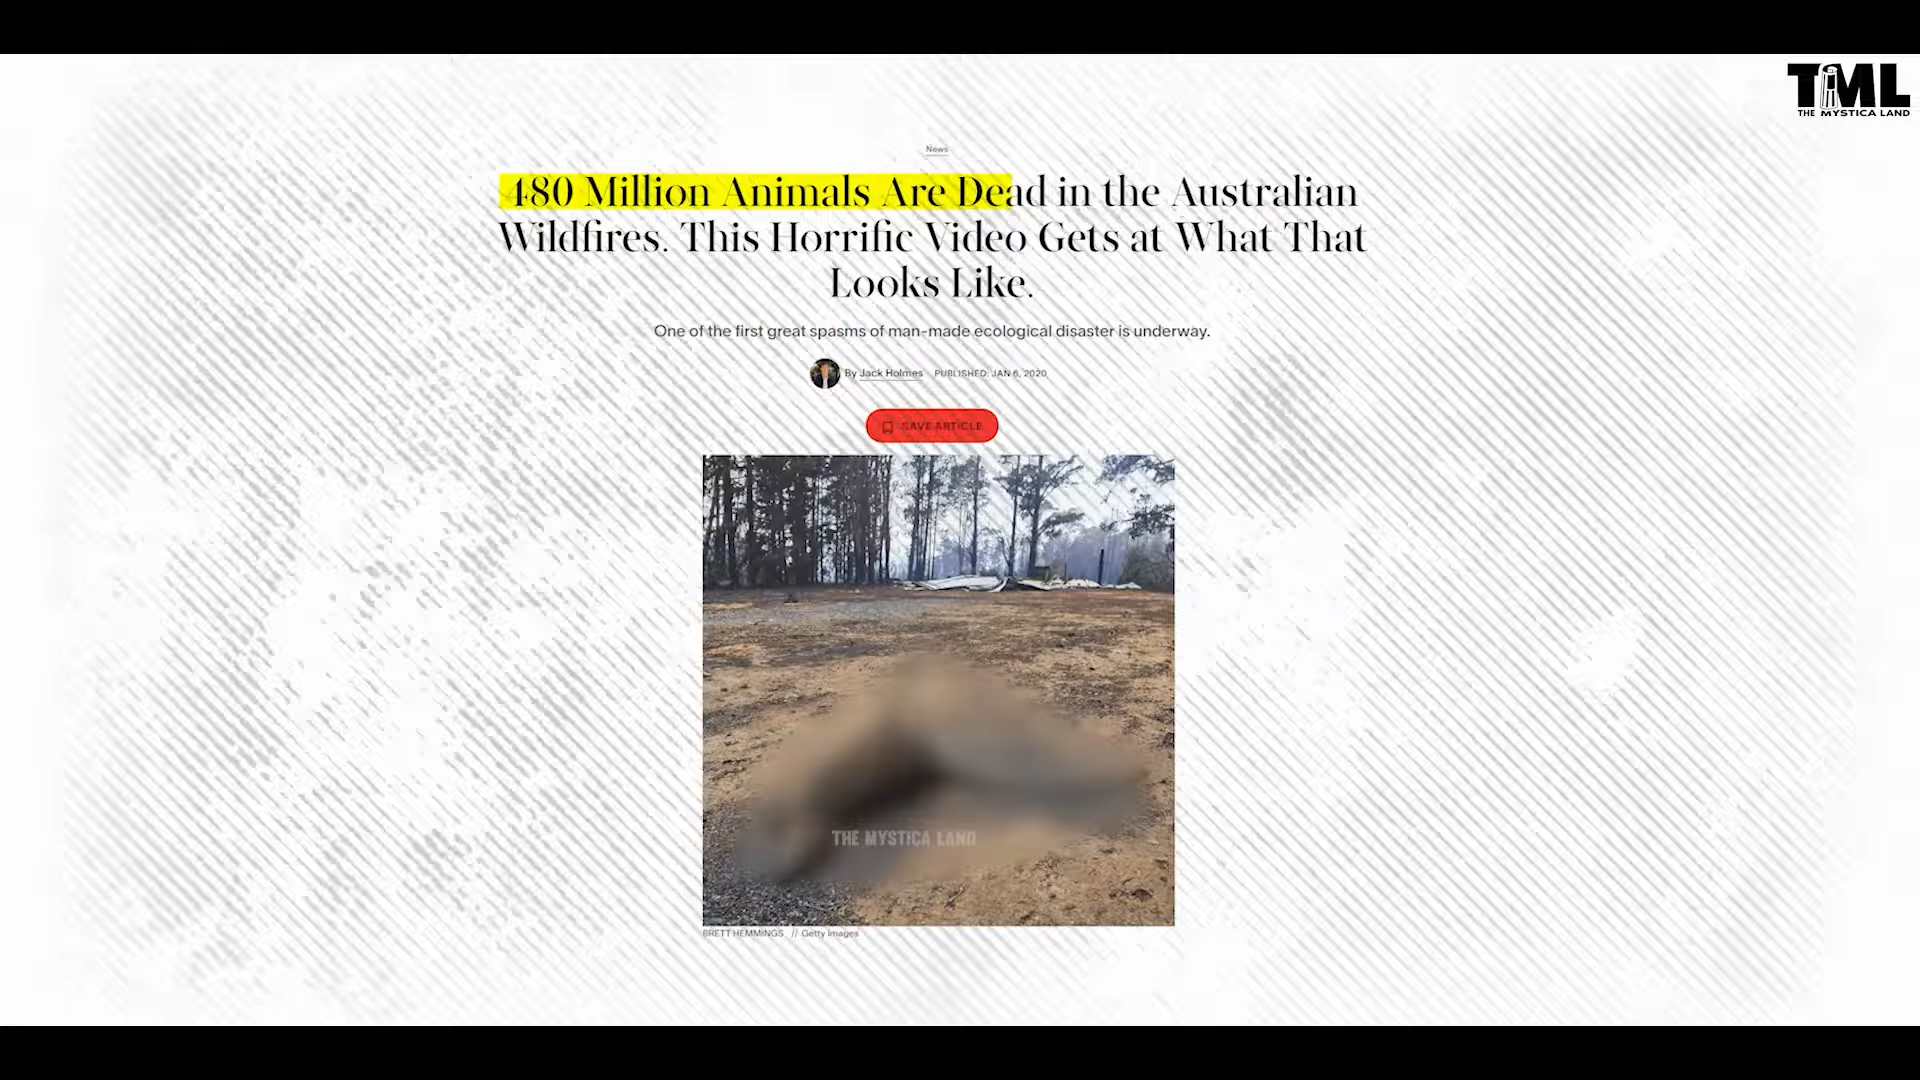 TML
THE MYSTICA LAND
News
480 Million Animals Are Dead in the Australian
Wildfires. This Horrific Video Gets at What That
Looks Like.
One of the first great spasms of man-made ecological disaster is underway.
By Jack Holmes PUBLISHED: JAN 6, 2020
SAVE ARTICLE
THE MYSTICA LAND
BRETT HEMMINGS // Getty Images